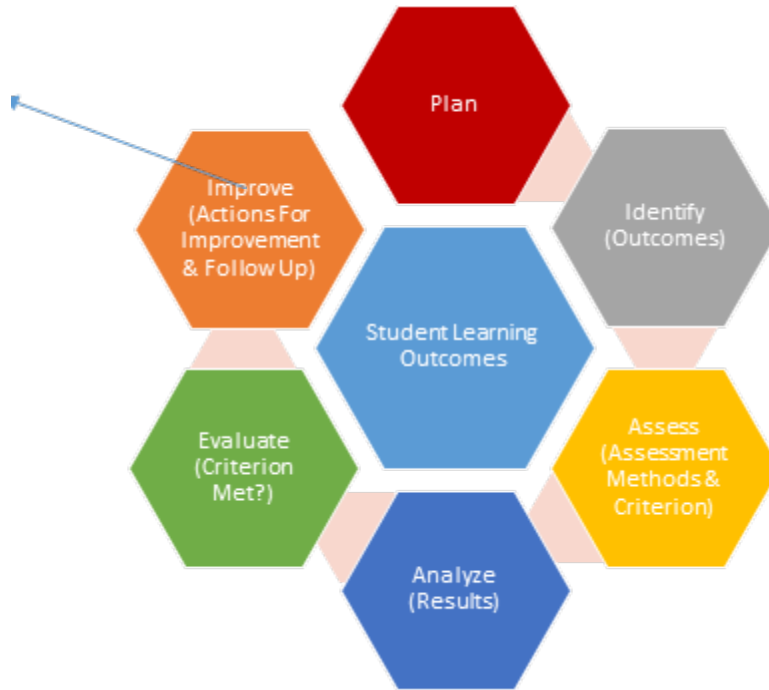 Plan
Identify
(Outcomes)
Assess
(Assessment
Methods &
Criterion)
Analyze
(Results)
Evaluate
(Criterion
Met?)
Improve
(Actions For
Improvement
& Follow Up)
Student Learning
Outcomes